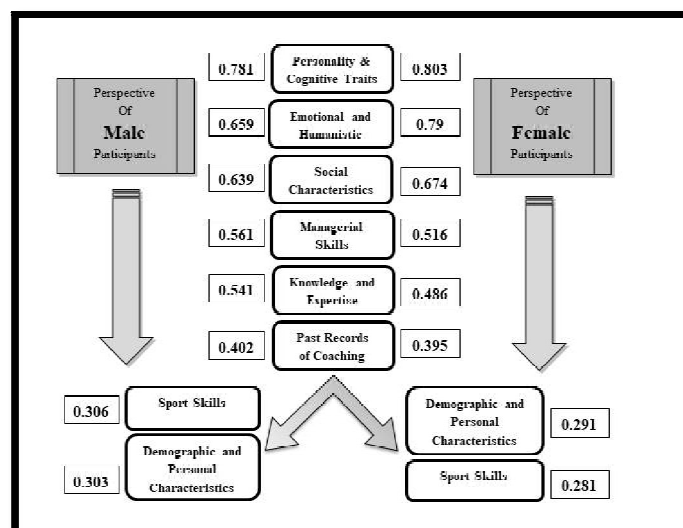 0.781
Personality &
Cognitive Traits
0.803
Perspective
Of
Male
Participants
Perspective
Of
Female
Participants
0.659
Emotional and
Humanistic
0.79
0.639
Social
Characteristics
0.674
0.561
Managerial
Skills
0.516
0.541
Knowledge and
Expertise
0.486
0.402
Past Records
of Coaching
0.395
0.306
Sport Skills
0.303
Demographic and
Personal
Characteristics
Demographic and
Personal
Characteristics
0.291
Sport Skills
0.281